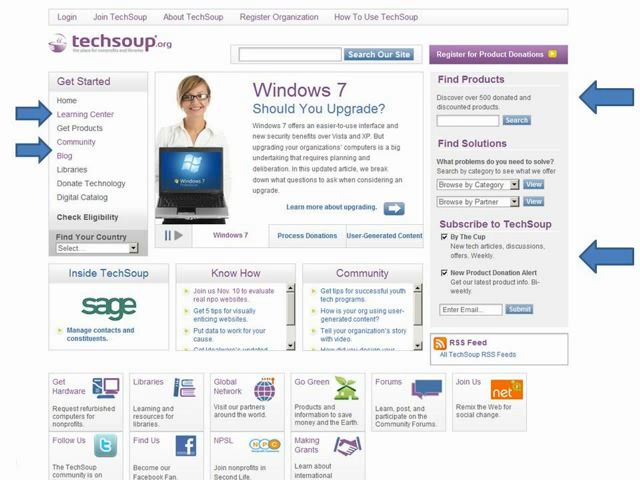 Login Join TechSoup About TechSoup Register Organization How To Use TechSoup
techsoup.org
the place for nonprofits and libraries
Search Our Site
Register for Product Donations
Get Started
Home
Learning Center
Get Products
Community
Blog
Libraries
Donate Technology
Digital Catalog
Check Eligibility
Find Your Country
Select...
Windows 7
Should You Upgrade?
Windows 7 offers an easier-to-use interface and
new security benefits over Vista and XP. But
upgrading your organizations' computers is a big
undertaking that requires planning and
deliberation. In this updated article, we break
down what questions to ask when considering an
upgrade.
Learn more about upgrading.
Windows 7
Windows 7 Process Donations User-Generated Content
Find Products
Discover over 500 donated and
discounted products.
Search
Find Solutions
What problems do you need to solve?
Search by category to see what we offer
Browse by Category View
Browse by Partner View
Subscribe to TechSoup
By The Cup
New tech articles, discussions,
offers. Weekly.
New Product Donation Alert
Get our latest product info. Bi-
weekly.
Enter Email... Submit
RSS Feed
All TechSoup RSS Feeds
Inside TechSoup
sage
Manage contacts and
constituents.
Know How
Join us Nov. 10 to evaluate
real npo websites.
Get 5 tips for visually
enticing websites.
Put data to work for your
cause.
Get Idealware's updated
Community
Get tips for successful youth
tech programs.
How is your org using user-
generated content?
Tell your organization's story
with video.
How did you design your
Get
Hardware
Request refurbished
computers for
nonprofits.
Libraries
Learning and
resources for
libraries.
Global
Network
Visit our partners
around the world.
Go Green
Products and
information to save
money and the Earth.
Forums
Learn, post, and
participate on the
Community Forums.
Join Us
net
Remix the Web for
social change.
Follow Us
The TechSoup
community is on
Find Us
Become our
Facebook Fan.
NPSL
NPC
Join nonprofits in
Second Life.
Making
Grants
Learn about
international